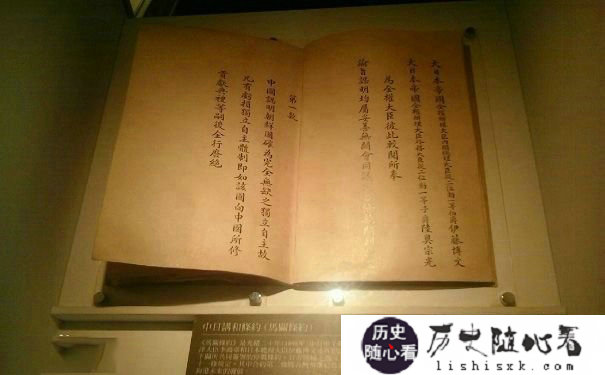 大日本帝國全權辦理大臣內閣總理大臣從二位勳一等伯爵伊藤博文
大日本帝國全權辦理大臣外務大臣從二位勳一等子爵陸奧宗光
為全權大臣彼此較閱所奉
諭旨認明均屬妥善無闕會同
第一款
中國認明朝鮮國確為完全無缺之獨立自主故
凡有虧損獨立自主體制即如該國向中國所修
貢獻典禮等嗣後全行廢絕
中日講和條約（馬關條約）
历史随心看
历史随心看
lishisxk.com